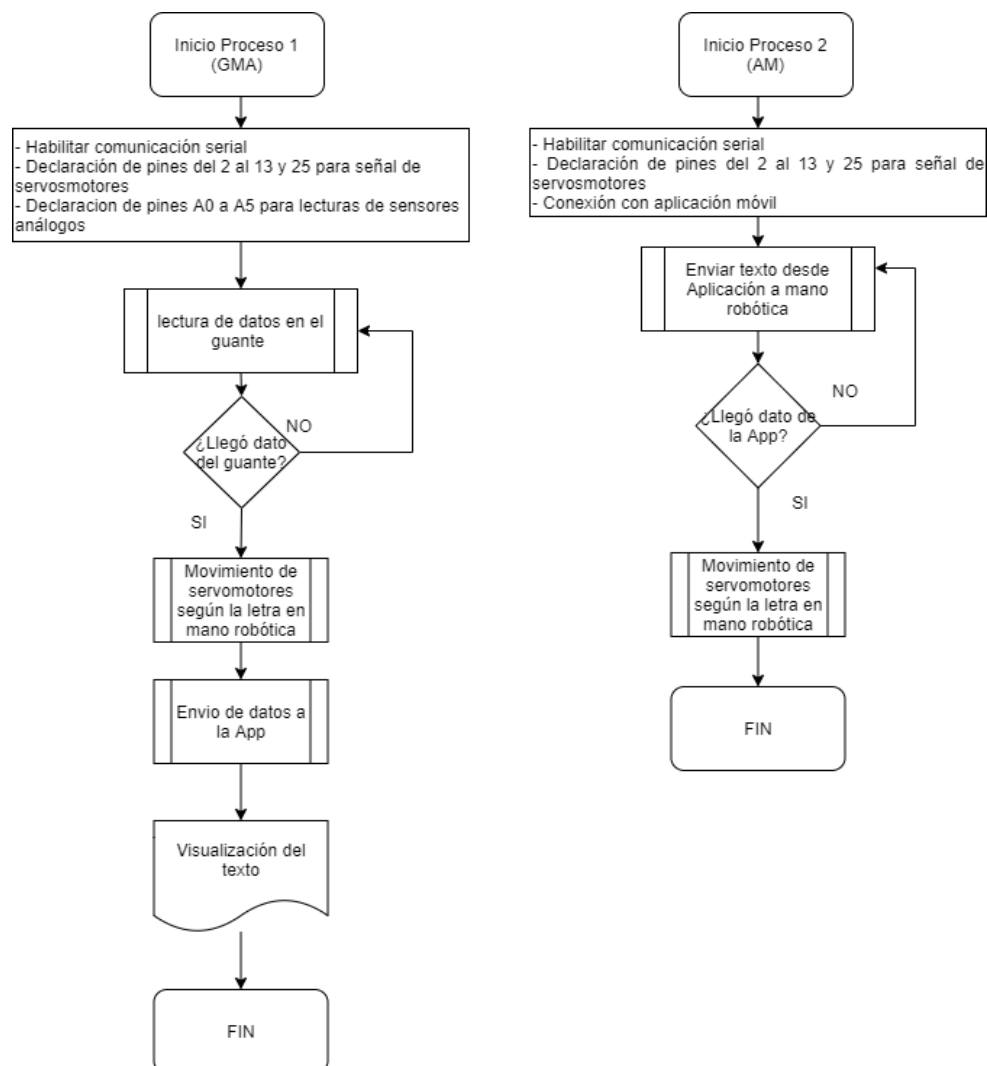 Inicio Proceso 1
(GMA)
- Habilitar comunicación serial
- Declaración de pines del 2 al 13 y 25 para señal de
servosmotores
- Declaracion de pines A0 a A5 para lecturas de sensores
análogos
lectura de datos en el
guante
¿Llegó dato
del guante?
NO
SI
Movimiento de
servomotores
según la letra en
mano robótica
Envio de datos a
la App
Visualización del
texto
FIN
Inicio Proceso 2
(AM)
- Habilitar comunicación serial
- Declaración de pines del 2 al 13 y 25 para señal de
servosmotores
- Conexión con aplicación móvil
Enviar texto desde
Aplicación a mano
robótica
¿Llegó dato de
la App?
NO
SI
Movimiento de
servomotores
según la letra en
mano robótica
FIN